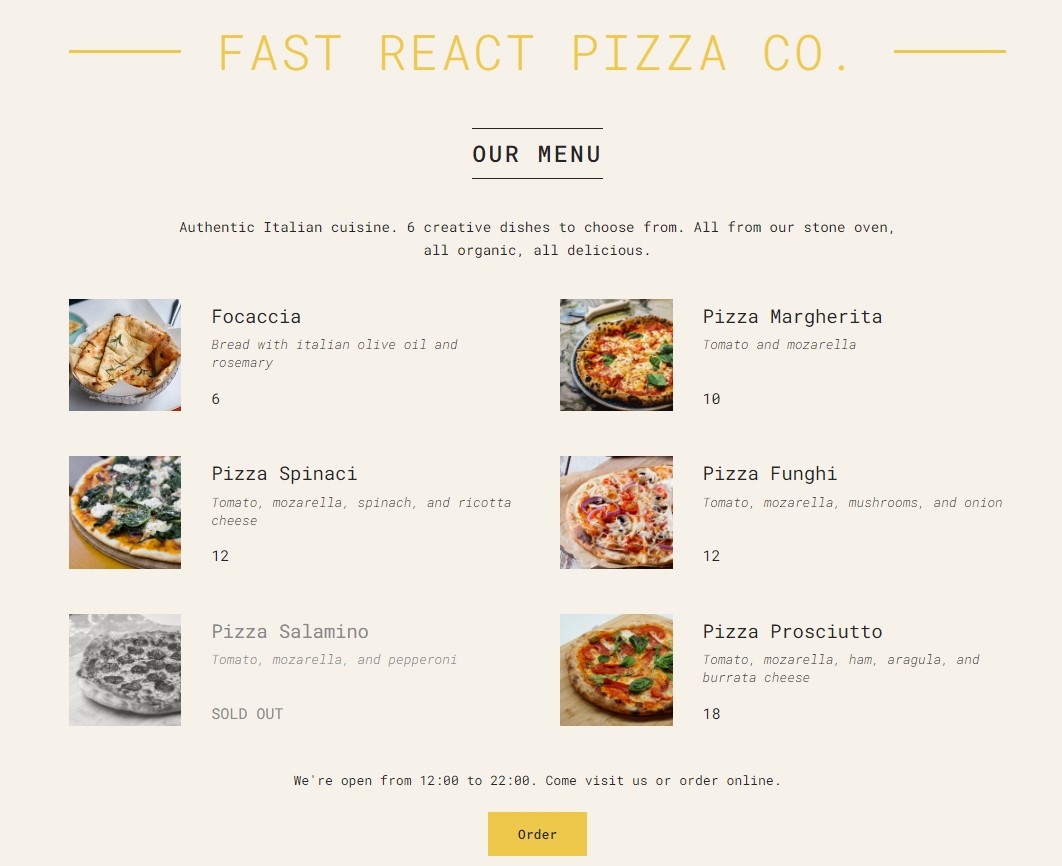 FAST REACT PIZZA CO.
OUR MENU
Authentic Italian cuisine. 6 creative dishes to choose from. All from our stone oven,
all organic, all delicious.
Focaccia
Bread with italian olive oil and
rosemary
6
Pizza Margherita
Tomato and mozarella
10
Pizza Spinaci
Tomato, mozarella, spinach, and ricotta
cheese
12
Pizza Funghi
Tomato, mozarella, mushrooms, and onion
12
Pizza Salamino
Tomato, mozarella, and pepperoni
SOLD OUT
Pizza Prosciutto
Tomato, mozarella, ham, aragula, and
burrata cheese
18
We're open from 12:00 to 22:00. Come visit us or order online.
Order